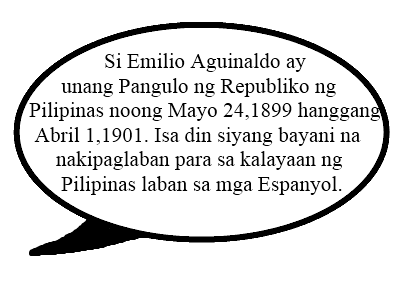 Si Emilio Aguinaldo ay
unang Pangulo ng Republiko ng
Pilipinas noong Mayo 24,1899 hanggang
Abril 1,1901. Isa din siyang bayani na
nakipaglaban para sa kalayaan ng
Pilipinas laban sa mga Espanyol.